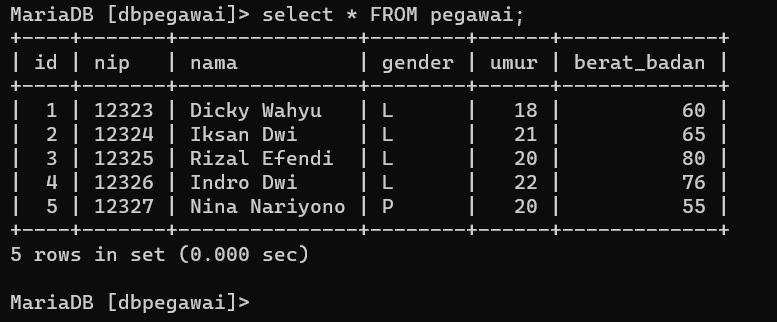 MariaDB [dbpegawai]> select * FROM pegawai;
+----+-------+---------------+--------+------+-------------+
| id | nip   | nama          | gender | umur | berat_badan |
+----+-------+---------------+--------+------+-------------+
|  1 | 12323 | Dicky Wahyu   | L      |   18 |          60 |
|  2 | 12324 | Iksan Dwi     | L      |   21 |          65 |
|  3 | 12325 | Rizal Efendi  | L      |   20 |          80 |
|  4 | 12326 | Indro Dwi     | L      |   22 |          76 |
|  5 | 12327 | Nina Nariyono | P      |   20 |          55 |
+----+-------+---------------+--------+------+-------------+
5 rows in set (0.000 sec)

MariaDB [dbpegawai]>